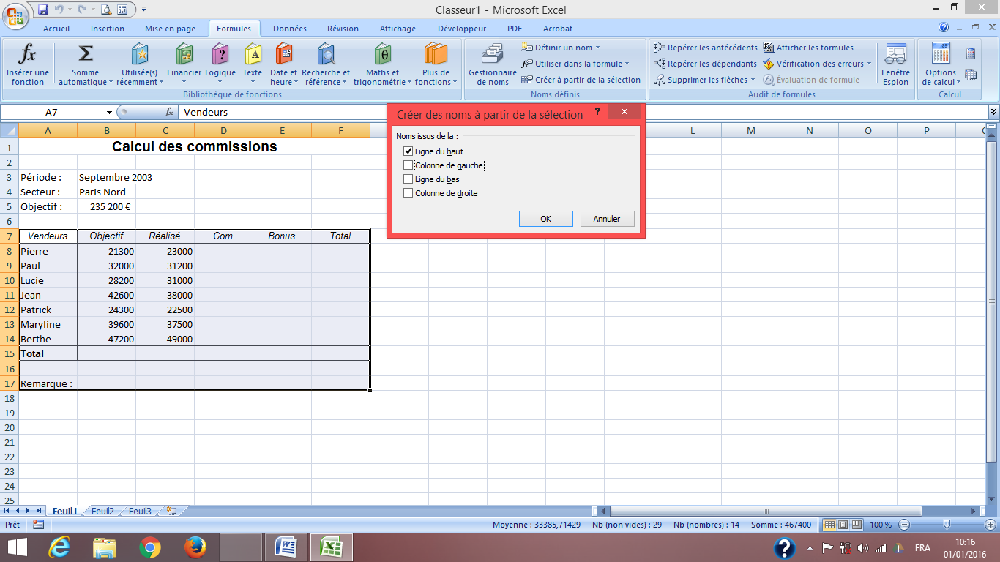 Classeur1 - Microsoft Excel
Accueil Insertion Mise en page Formules Données Révision Affichage Développeur PDF Acrobat
Insérer une fonction
Somme automatique
Utilisée(s) récemment
Financier
Logique
Texte
Date et heure
Recherche et référence
Maths et trigonométrie
Plus de fonctions
Bibliothèque de fonctions
Gestionnaire de noms
Définir un nom
Utiliser dans la formule
Créer à partir de la sélection
Noms définis
Repérer les antécédents
Repérer les dépendants
Supprimer les flèches
Afficher les formules
Vérification des erreurs
Évaluation de formule
Fenêtre Espion
Audit de formules
Options de calcul
Calcul
A7 fx Vendeurs
Créer des noms à partir de la sélection ?
Noms issus de la :
Ligne du haut
Colonne de gauche
Ligne du bas
Colonne de droite
OK Annuler
A B C D E F L M N O P
1 Calcul des commissions
2
3 Période : Septembre 2003
4 Secteur : Paris Nord
5 Objectif : 235 200 €
6
7 Vendeurs Objectif Réalisé Com Bonus Total
8 Pierre 21300 23000
9 Paul 32000 31200
10 Lucie 28200 31000
11 Jean 42600 38000
12 Patrick 24300 22500
13 Maryline 39600 37500
14 Berthe 47200 49000
15 Total
16
17 Remarque :
18
19
20
21
22
23
24
25
Feuil1 Feuil2 Feuil3
Prêt Moyenne : 33385,71429 Nb (non vides) : 29 Nb (nombres) : 14 Somme : 467400 100 %
FRA
10:16
01/01/2016